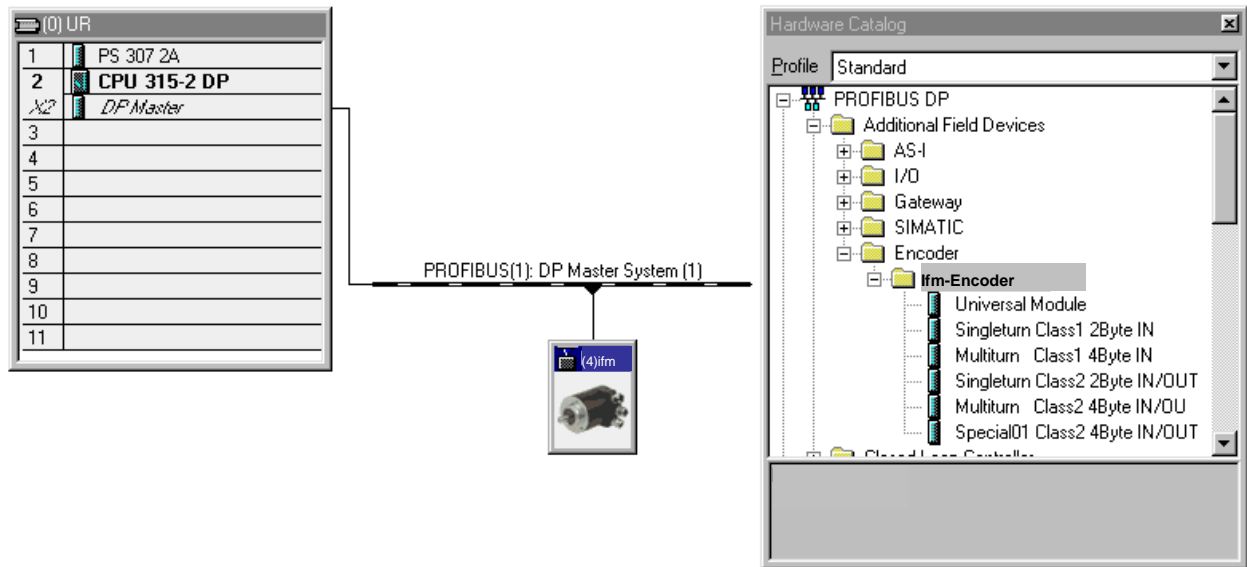 (0) UR
1 PS 307 2A
2 CPU 315-2 DP
X2 DP Master
3
4
5
6
7
8
9
10
11
PROFIBUS(1): DP Master System (1)
(4)ifm
Hardware Catalog
Profile Standard
PROFIBUS DP
Additional Field Devices
AS-I
I/O
Gateway
SIMATIC
Encoder
Ifm-Encoder
Universal Module
Singleturn Class1 2Byte IN
Multiturn Class1 4Byte IN
Singleturn Class2 2Byte IN/OUT
Multiturn Class2 4Byte IN/OU
Special01 Class2 4Byte IN/OUT